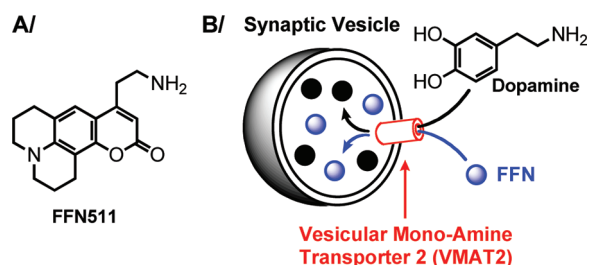 A/
NH2
N
O
O
FFN511
B/
Synaptic Vesicle
HO
HO
NH2
Dopamine
FFN
Vesicular Mono-Amine
Transporter 2 (VMAT2)